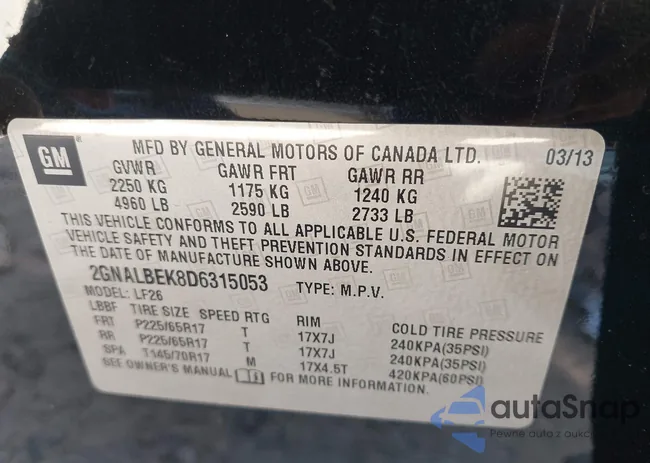 GM
MFD BY GENERAL MOTORS OF CANADA LTD. 03/13
GVWR GAWR FRT GAWR RR
2250 KG 1175 KG 1240 KG
4960 LB 2590 LB 2733 LB
THIS VEHICLE CONFORMS TO ALL APPLICABLE U.S. FEDERAL MOTOR
VEHICLE SAFETY AND THEFT PREVENTION STANDARDS IN EFFECT ON
THE DATE OF MANUFACTURE SHOWN ABOVE.
2GNALBEK8D6315053 TYPE: M.P.V.
MODEL: LF26
LBBF TIRE SIZE SPEED RTG RIM COLD TIRE PRESSURE
FRT P225/65R17 T 17X7J 240KPA(35PSI)
RR P225/65R17 T 17X7J 240KPA(35PSI)
SPA T145/70R17 M 17X4.5T 420KPA(60PSI)
SEE OWNER'S MANUAL FOR MORE INFORMATION.
autaSnap
Pewne auta z aukcji